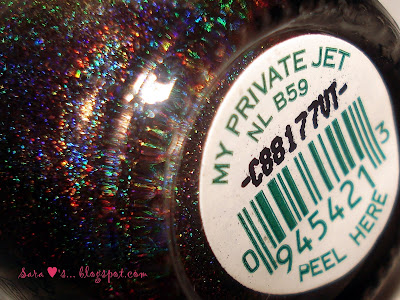 MY PRIVATE JET
NL B59
-C88177VT-
0 945421 3
PEEL HERE
Sara ♥'s... blogspot.com